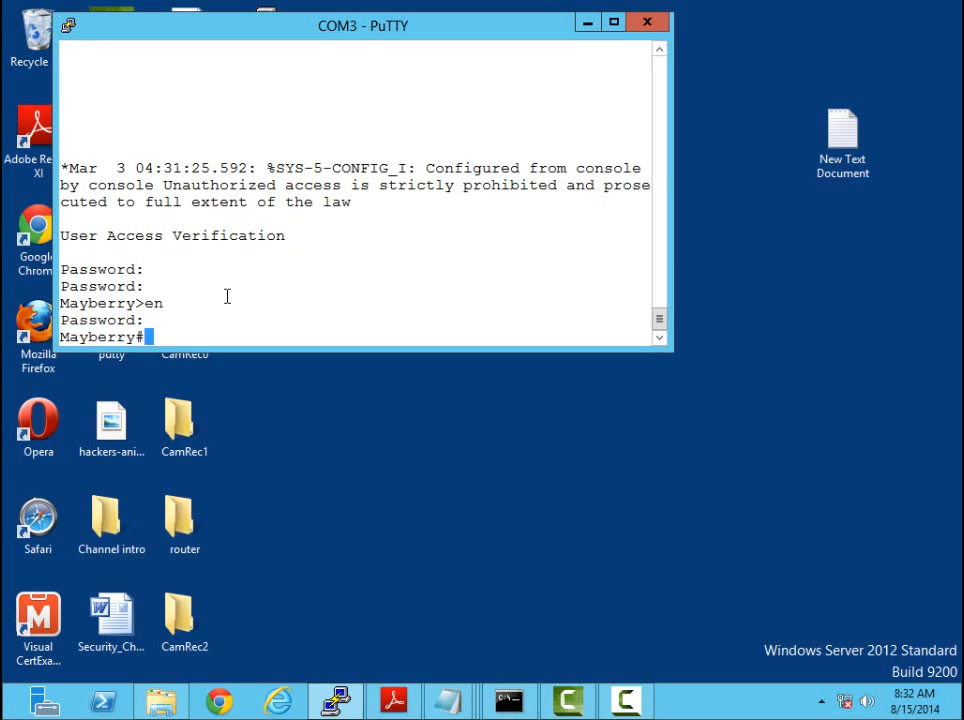 Recycle
COM3 - PuTTY
*Mar  3 04:31:25.592: %SYS-5-CONFIG_I: Configured from console
by console Unauthorized access is strictly prohibited and prose
cuted to full extent of the law
User Access Verification
Password:
Password:
Mayberry>en
Password:
Mayberry#
Adobe Re
XI
Google
Chrom
Mozilla
Firefox
putty
CamRec0
New Text
Document
Opera
hackers-ani...
CamRec1
Safari
Channel intro
router
Visual
CertExa...
Security_Ch...
CamRec2
Windows Server 2012 Standard
Build 9200
8:32 AM
8/15/2014